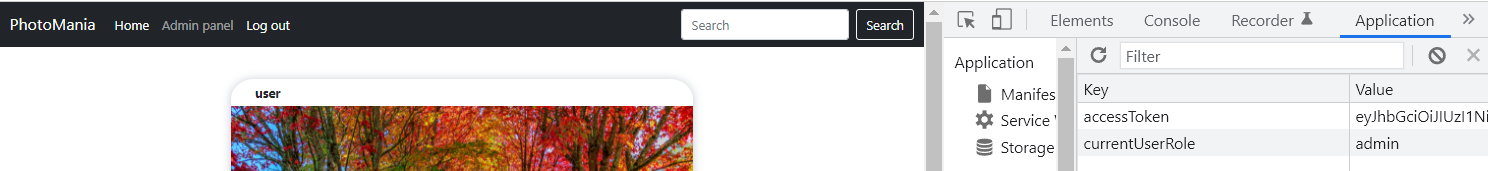 PhotoMania Home Admin panel Log out Search Search
user
Elements Console Recorder Application
Application
Manifes
Service
Storage
Filter
Key Value
accessToken eyJhbGciOiJIUzI1Ni
currentUserRole admin